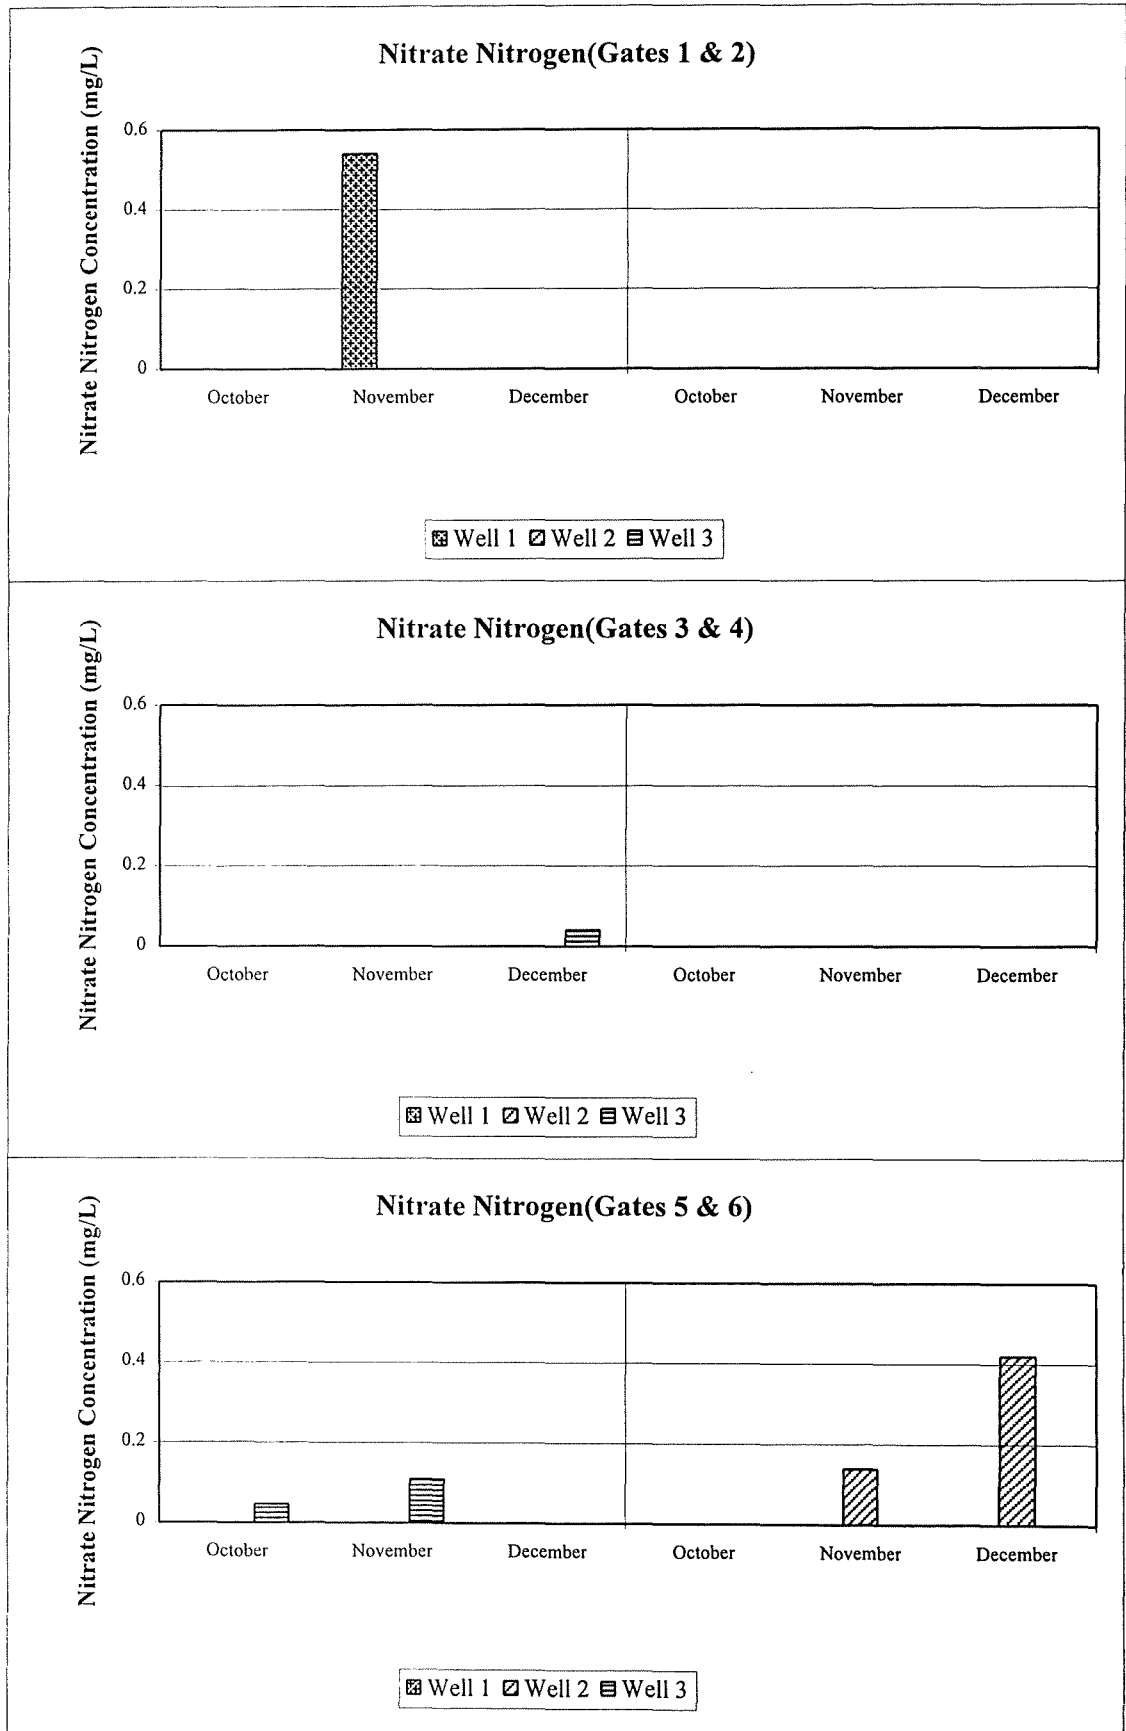 Nitrate Nitrogen(Gates 1 & 2)
Nitrate Nitrogen Concentration (mg/L)
0.6
0.4
0.2
0
October November December October November December
Well 1 Well 2 Well 3
Nitrate Nitrogen(Gates 3 & 4)
Nitrate Nitrogen Concentration (mg/L)
0.6
0.4
0.2
0
October November December October November December
Well 1 Well 2 Well 3
Nitrate Nitrogen(Gates 5 & 6)
Nitrate Nitrogen Concentration (mg/L)
0.6
0.4
0.2
0
October November December October November December
Well 1 Well 2 Well 3